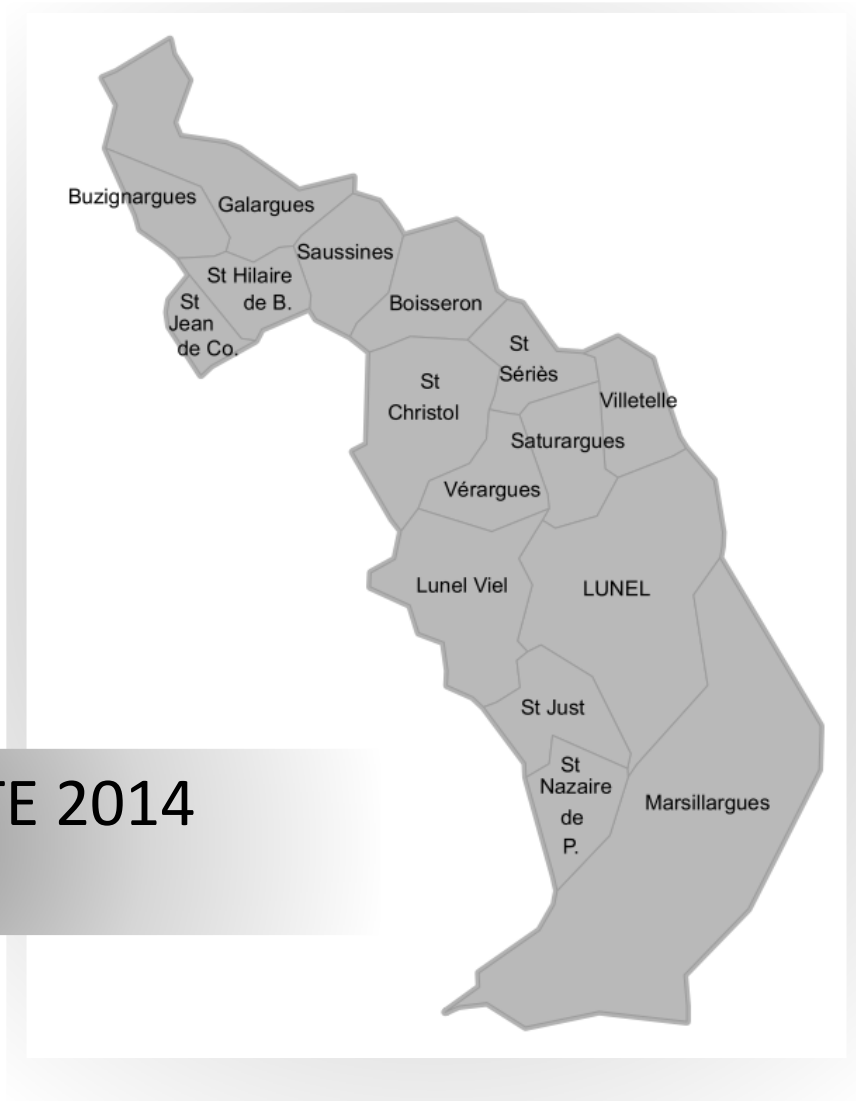 Buzignargues
Galargues
Saussines
St Hilaire
de B.
St
Jean
de Co.
Boisseron
St
Sériès
St
Christol
Villetelle
Saturargues
Vérargues
Lunel Viel
LUNEL
St Just
St
Nazaire
de
P.
Marsillargues
TE 2014